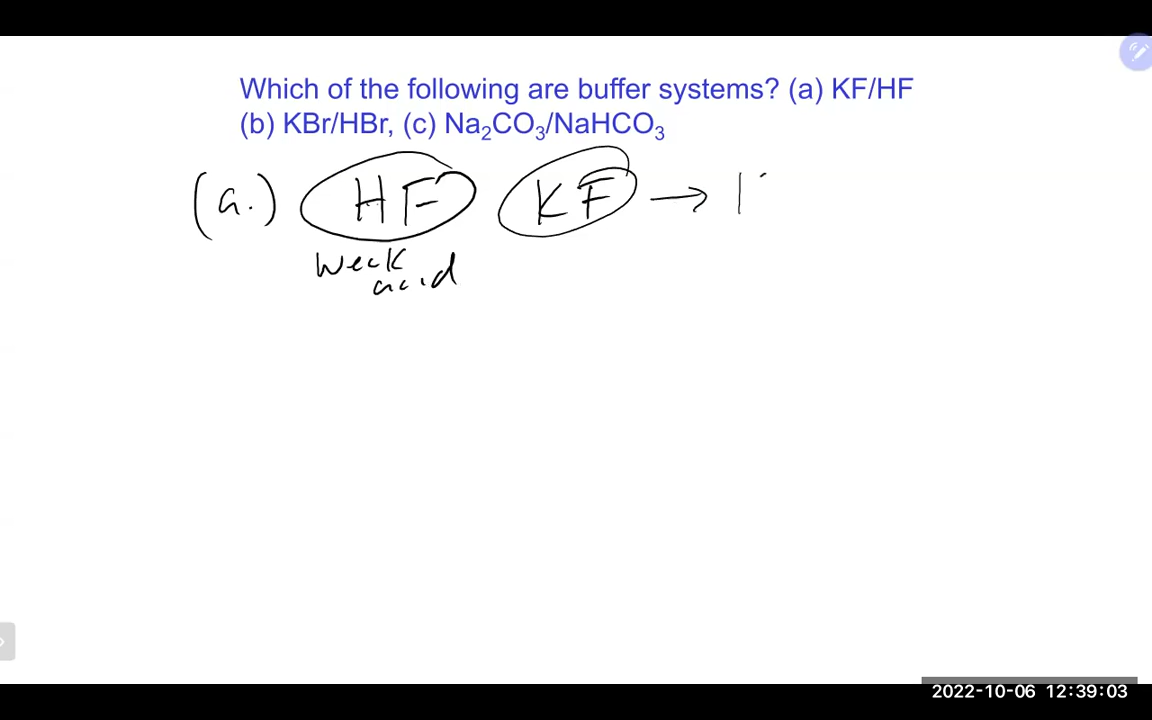 Which of the following are buffer systems? (a) KF/HF
(b) KBr/HBr, (c) Na₂CO₃/NaHCO₃
(a.) HF KF →
weak
acid
2022-10-06 12:39:03